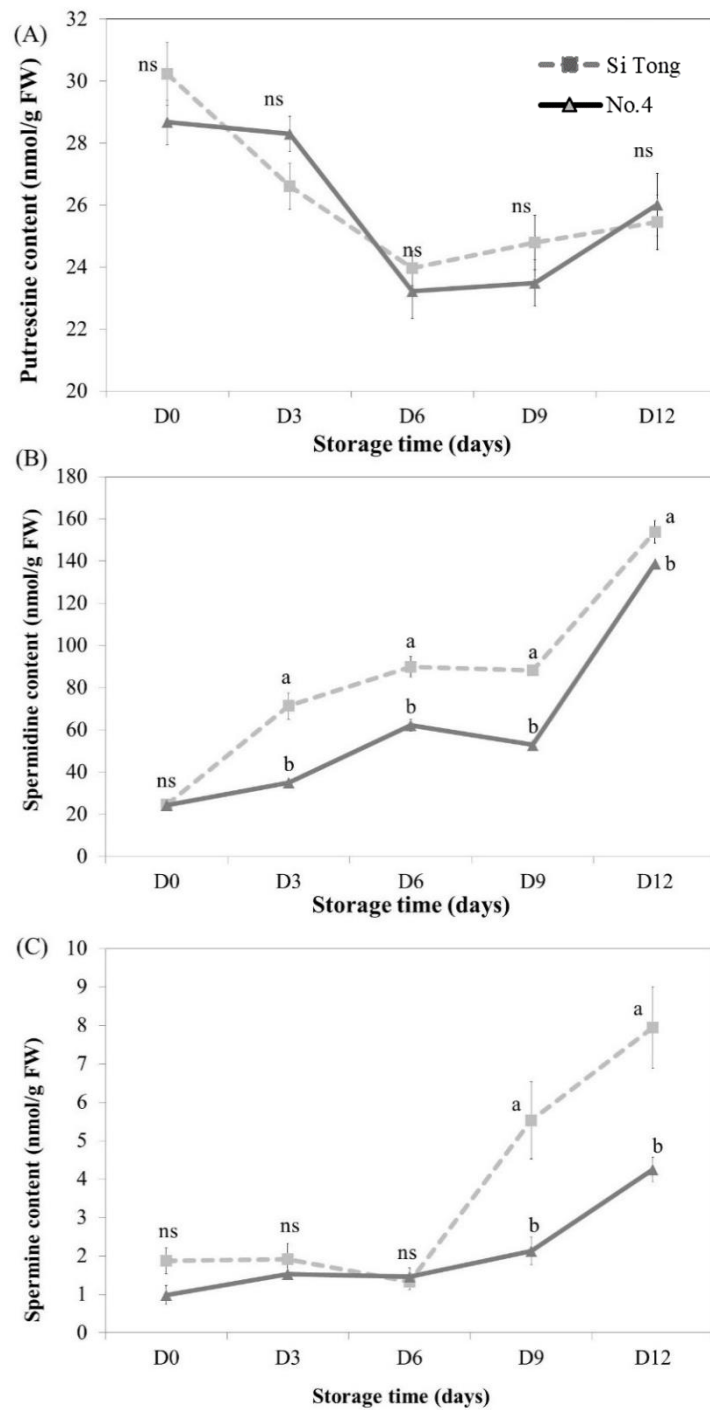 (A)
Putrescine content (nmol/g FW)
32
30
28
26
24
22
20
ns
ns
ns
ns
ns
Si Tong
No.4
D0 D3 D6 D9 D12
Storage time (days)
(B)
Spermidine content (nmol/g FW)
180
160
140
120
100
80
60
40
20
0
ns
a
b
a
b
a
b
a
b
D0 D3 D6 D9 D12
Storage time (days)
(C)
Spermine content (nmol/g FW)
10
9
8
7
6
5
4
3
2
1
0
ns
ns
ns
a
b
a
b
D0 D3 D6 D9 D12
Storage time (days)